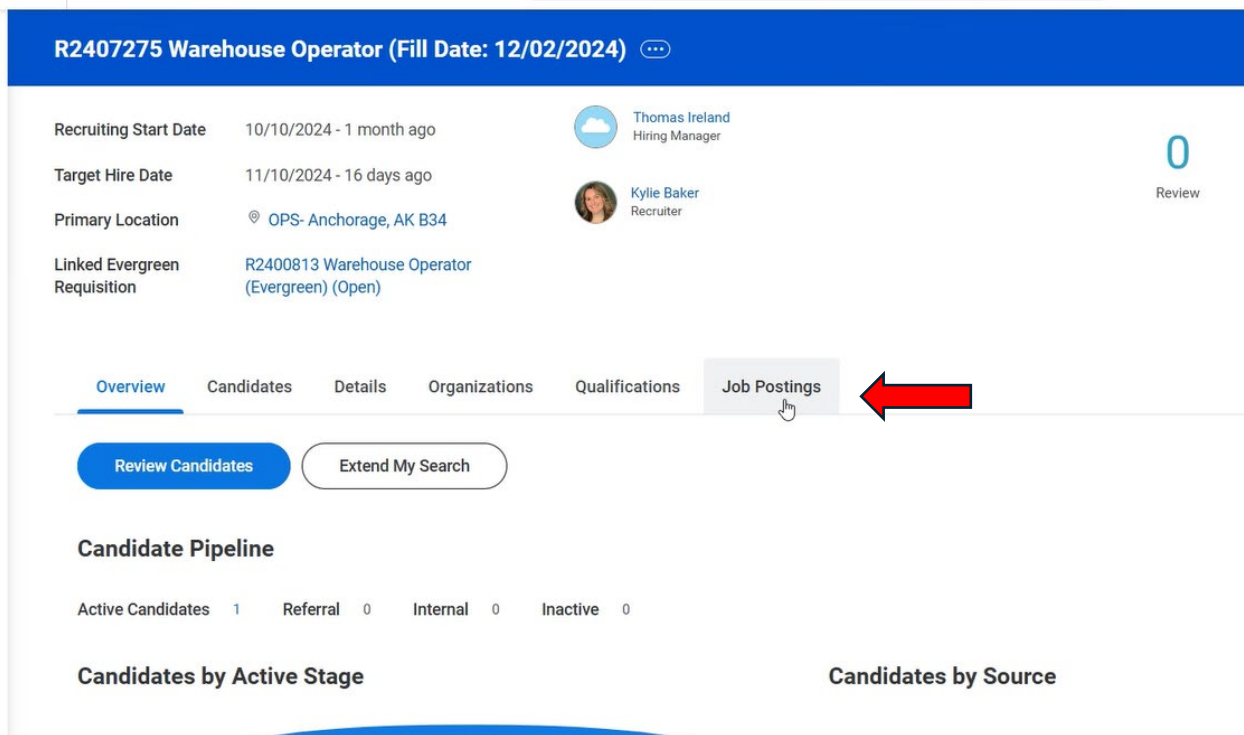 R2407275 Warehouse Operator (Fill Date: 12/02/2024)
Recruiting Start Date 10/10/2024 - 1 month ago
Target Hire Date 11/10/2024 - 16 days ago
Primary Location OPS- Anchorage, AK B34
Linked Evergreen R2400813 Warehouse Operator
Requisition (Evergreen) (Open)
Thomas Ireland
Hiring Manager
Kylie Baker
Recruiter
0
Review
Overview Candidates Details Organizations Qualifications Job Postings
Review Candidates Extend My Search
Candidate Pipeline
Active Candidates 1 Referral 0 Internal 0 Inactive 0
Candidates by Active Stage Candidates by Source